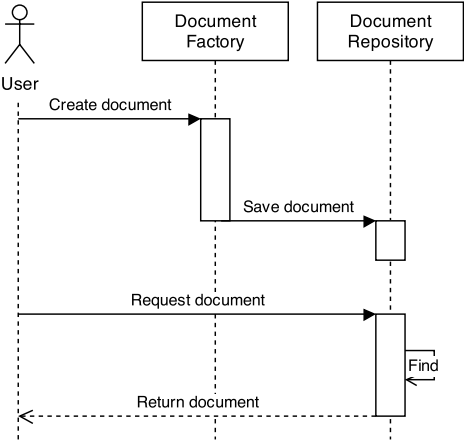 Document
Factory
Document
Repository
User
Create document
Save document
Request document
Find
Return document